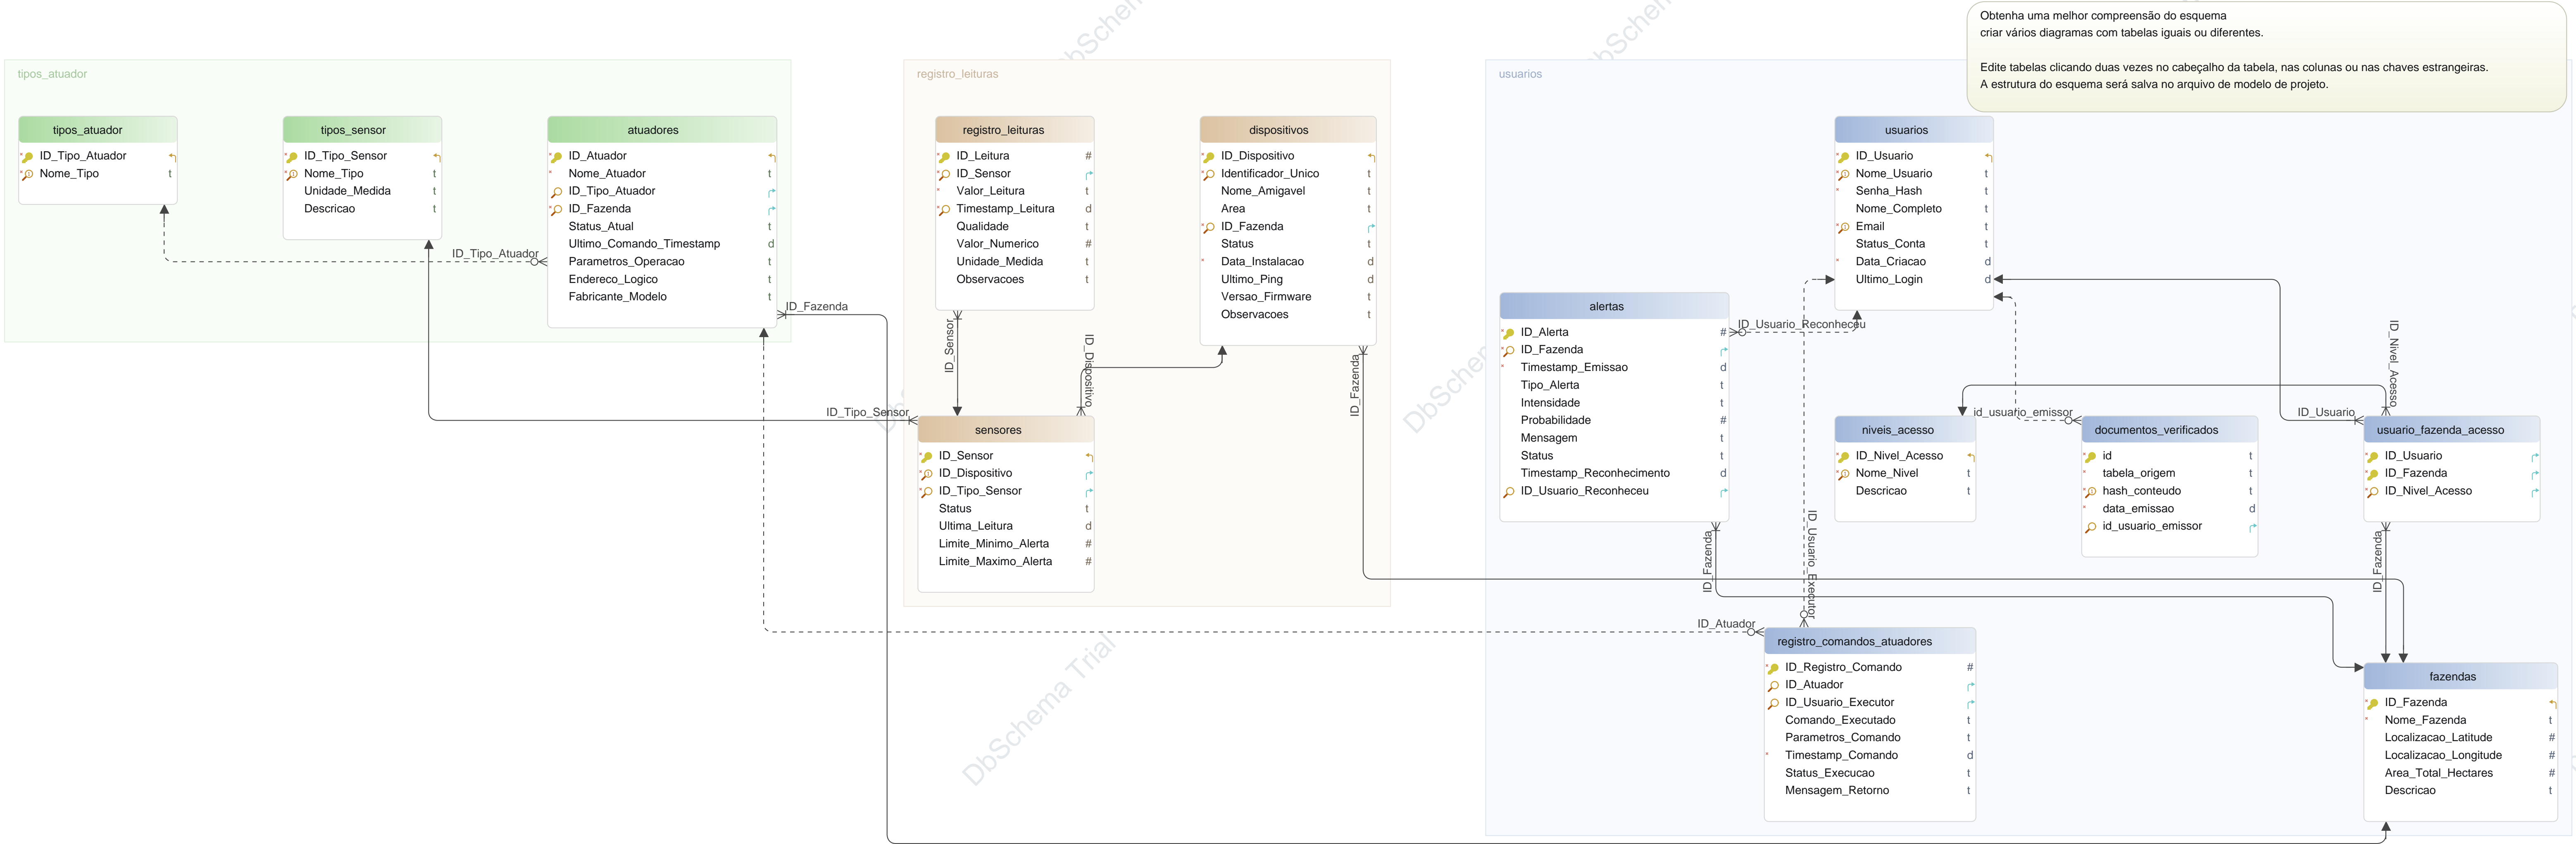 Obtenha uma melhor compreensão do esquema
criar vários diagramas com tabelas iguais ou diferentes.
Edite tabelas clicando duas vezes no cabeçalho da tabela, nas colunas ou nas chaves estrangeiras.
A estrutura do esquema será salva no arquivo de modelo de projeto.
tipos_atuador
tipos_atuador
ID_Tipo_Atuador
Nome_Tipo t
tipos_sensor
ID_Tipo_Sensor
Nome_Tipo t
Unidade_Medida t
Descricao t
atuadores
ID_Atuador
Nome_Atuador t
ID_Tipo_Atuador
ID_Fazenda
Status_Atual t
Ultimo_Comando_Timestamp d
Parametros_Operacao t
Endereco_Logico t
Fabricante_Modelo t
ID_Tipo_Atuador
ID_Fazenda
registro_leituras
registro_leituras
ID_Leitura #
ID_Sensor
Valor_Leitura t
Timestamp_Leitura d
Qualidade t
Valor_Numerico #
Unidade_Medida t
Observacoes t
dispositivos
ID_Dispositivo
Identificador_Unico t
Nome_Amigavel t
Area t
ID_Fazenda
Status t
Data_Instalacao d
Ultimo_Ping d
Versao_Firmware t
Observacoes t
ID_Sensor
ID_Dispositivo
ID_Fazenda
ID_Tipo_Sensor
sensores
ID_Sensor
ID_Dispositivo
ID_Tipo_Sensor
Status t
Ultima_Leitura d
Limite_Minimo_Alerta #
Limite_Maximo_Alerta #
usuarios
usuarios
ID_Usuario
Nome_Usuario t
Senha_Hash t
Nome_Completo t
Email t
Status_Conta t
Data_Criacao d
Ultimo_Login d
alertas
ID_Alerta #
ID_Fazenda
Timestamp_Emissao d
Tipo_Alerta t
Intensidade t
Probabilidade #
Mensagem t
Status t
Timestamp_Reconhecimento d
ID_Usuario_Reconheceu
ID_Usuario_Reconheceu
ID_Nivel_Acesso
id_usuario_emissor
ID_Usuario
niveis_acesso
ID_Nivel_Acesso
Nome_Nivel t
Descricao t
documentos_verificados
id t
tabela_origem t
hash_conteudo t
data_emissao d
id_usuario_emissor
usuario_fazenda_acesso
ID_Usuario
ID_Fazenda
ID_Nivel_Acesso
ID_Fazenda
ID_Usuario_Executor
ID_Fazenda
ID_Atuador
registro_comandos_atuadores
ID_Registro_Comando #
ID_Atuador
ID_Usuario_Executor
Comando_Executado t
Parametros_Comando t
Timestamp_Comando d
Status_Execucao t
Mensagem_Retorno t
fazendas
ID_Fazenda
Nome_Fazenda t
Localizacao_Latitude #
Localizacao_Longitude #
Area_Total_Hectares #
Descricao t
DbSchema Trial